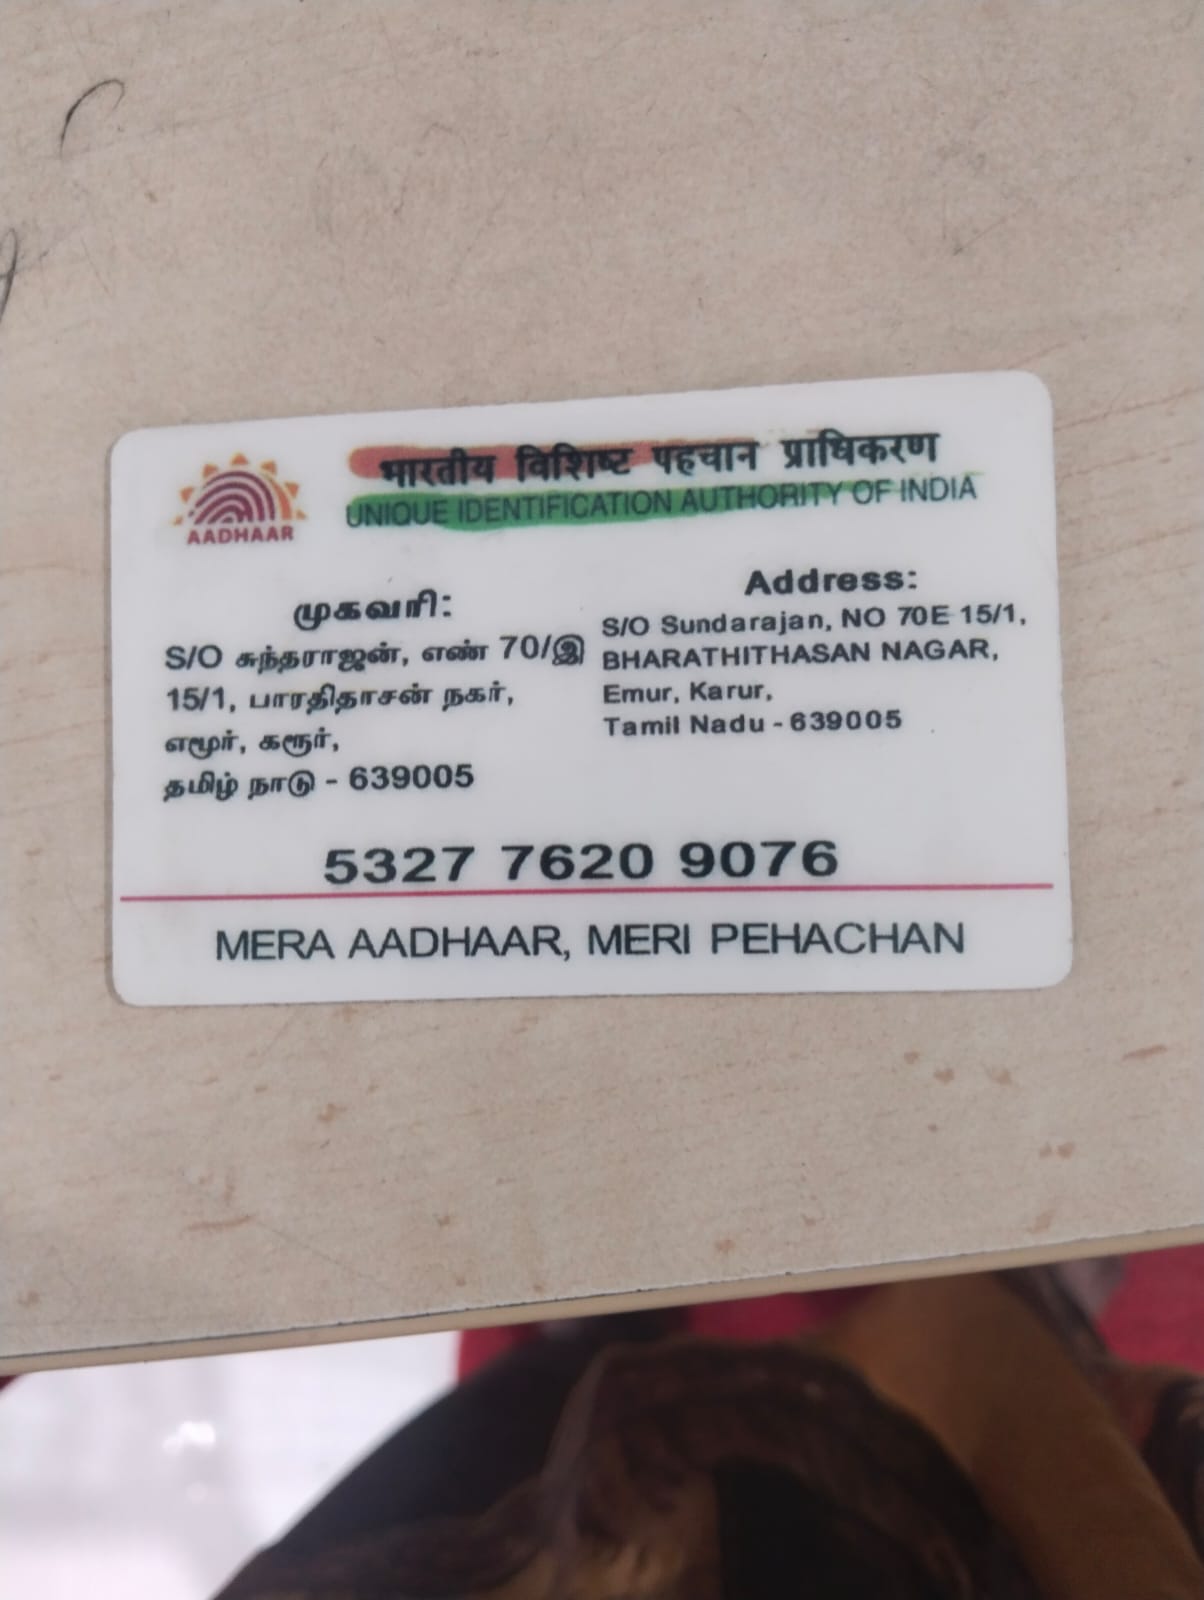 भारतीय विशिष्ट पहचान प्राधिकरण
UNIQUE IDENTIFICATION AUTHORITY OF INDIA
AADHAAR
முகவரி:
S/O சுந்தராஜன், எண் 70/இ
15/1, பாரதிதாசன் நகர்,
எமூர், கரூர்,
தமிழ் நாடு - 639005
Address:
S/O Sundarajan, NO 70E 15/1,
BHARATHITHASAN NAGAR,
Emur, Karur,
Tamil Nadu - 639005
5327 7620 9076
MERA AADHAAR, MERI PEHACHAN